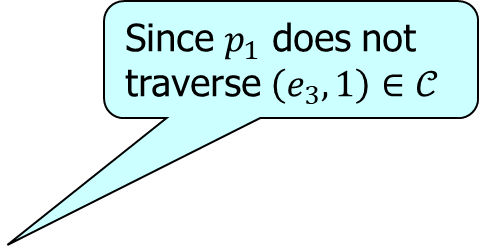 Since 𝑝₁ does not
traverse (𝑒₃, 1) ∈ 𝒞